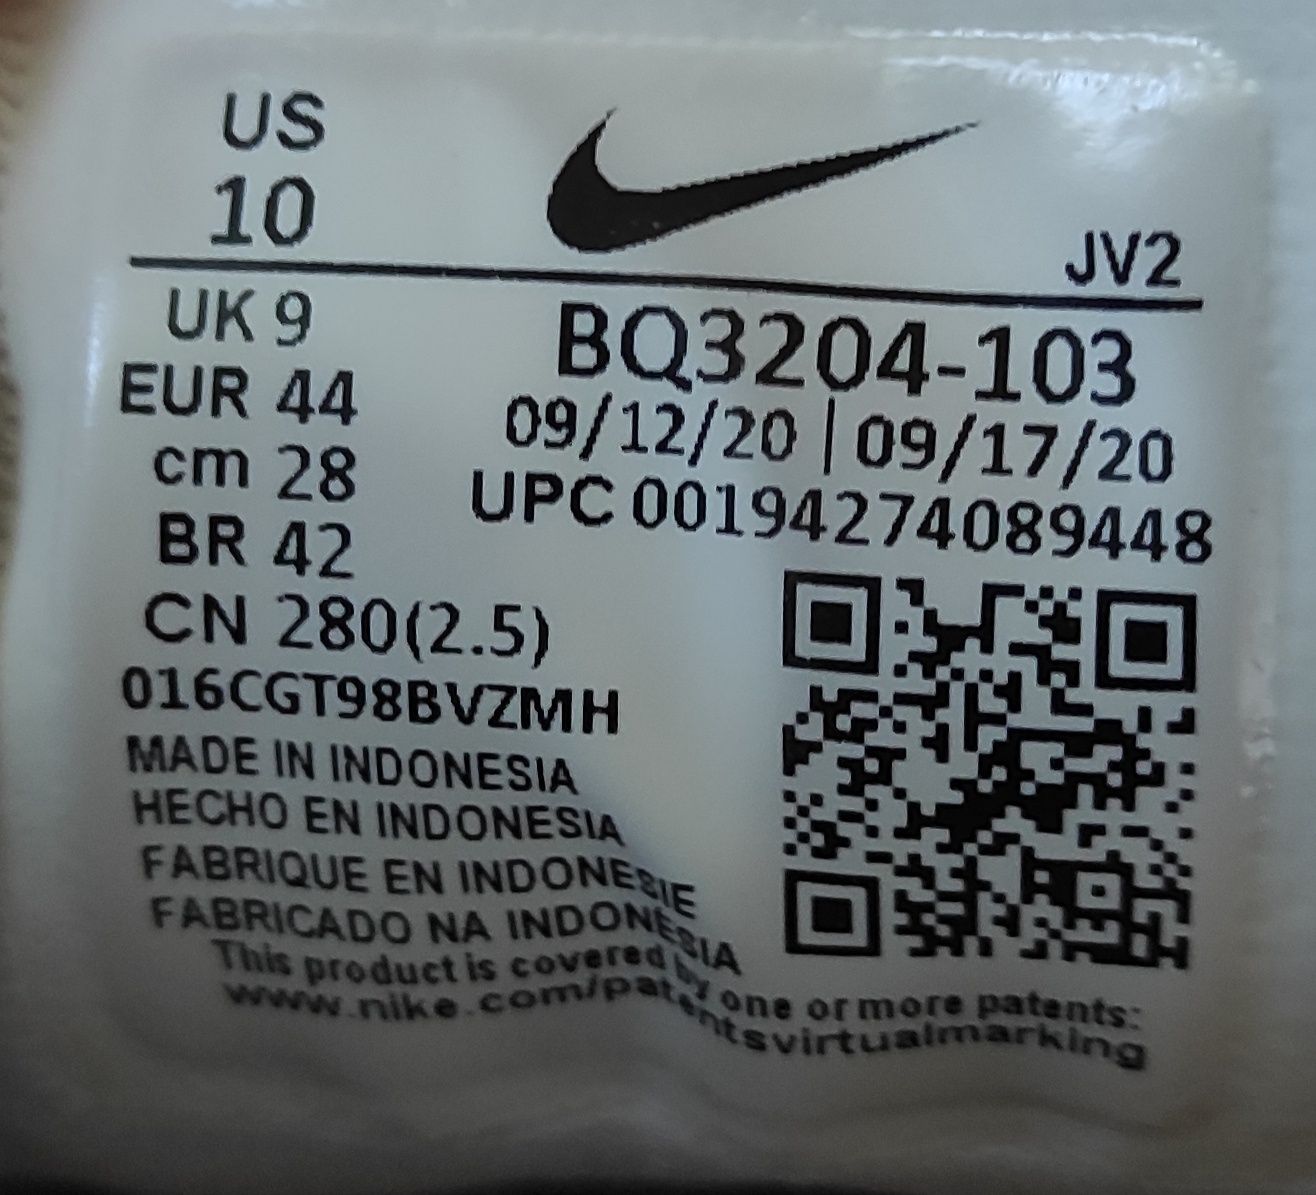 US
10
JV2
UK 9
EUR 44
cm 28
BR 42
CN 280(2.5)
BQ3204-103
09/12/20 | 09/17/20
UPC 00194274089448
016CGT98BVZMH
MADE IN INDONESIA
HECHO EN INDONESIA
FABRIQUE EN INDONESIE
FABRICADO NA INDONESIA
This product is covered by one or more patents:
www.nike.com/patentsvirtualmarking